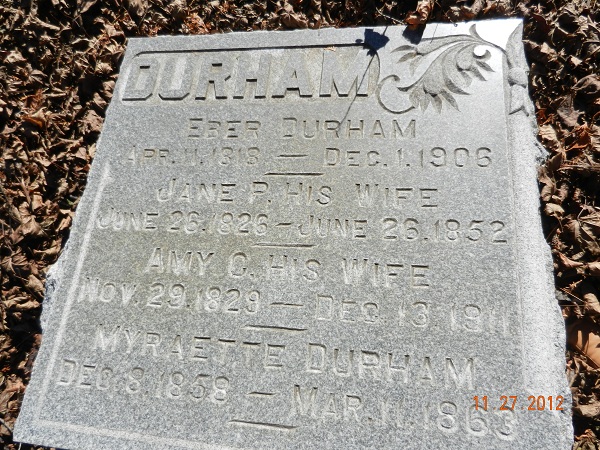 DURHAM
EBER DURHAM
APR. 11. 1818 — DEC. 1. 1906
JANE P. HIS WIFE
JUNE 26. 1826 — JUNE 26. 1852
AMY C. HIS WIFE
NOV. 29. 1829 — DEC 13 1911
MYRAETTE DURHAM
DEC 8. 1858 — MAR. 11. 1863
11 27 2012